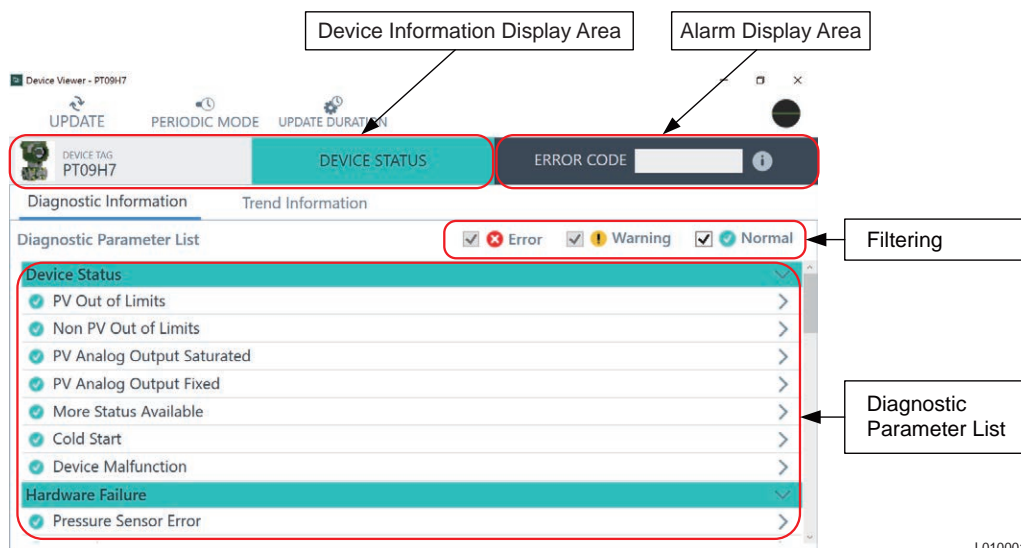 Device Information Display Area
Alarm Display Area
Device Viewer - PT09H7
UPDATE
PERIODIC MODE
UPDATE DURATION
DEVICE TAG
PT09H7
DEVICE STATUS
ERROR CODE
Diagnostic Information
Trend Information
Diagnostic Parameter List
Error
Warning
Normal
Filtering
Device Status
PV Out of Limits
Non PV Out of Limits
PV Analog Output Saturated
PV Analog Output Fixed
More Status Available
Cold Start
Device Malfunction
Diagnostic
Parameter List
Hardware Failure
Pressure Sensor Error